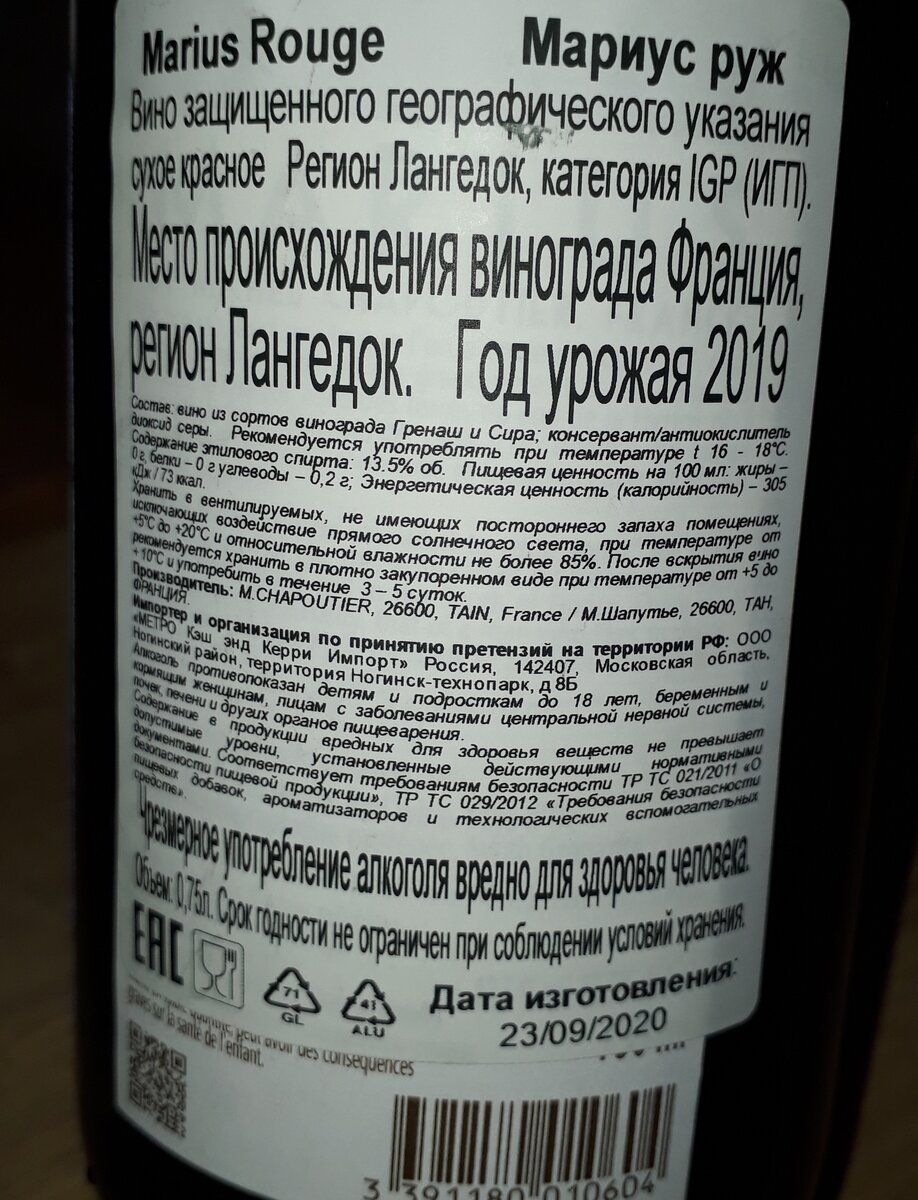 Marius Rouge Мариус руж
Вино защищенного географического указания
сухое красное Регион Лангедок, категория IGP (ИГП).
Место происхождения винограда Франция,
регион Лангедок. Год урожая 2019
Состав: вино из сортов винограда Гренаш и Сира; консервант/антиокислитель
диоксид серы. Рекомендуется употреблять при температуре t 16 - 18°С.
Содержание этилового спирта: 13.5% об. Пищевая ценность на 100 мл: жиры –
0 г, белки – 0 г углеводы – 0,2 г; Энергетическая ценность (калорийность) – 305
кДж / 73 ккал.
Хранить в вентилируемых, не имеющих постороннего запаха помещениях,
исключающих воздействие прямого солнечного света, при температуре от
+5°С до +20°С и относительной влажности не более 85%. После вскрытия вино
рекомендуется хранить в плотно закупоренном виде при температуре от +5 до
+10°С и употребить в течение 3 – 5 суток.
Производитель: M.CHAPOUTIER, 26600, TAIN, France / М.Шапутье, 26600, ТАН,
ФРАНЦИЯ.
Импортер и организация по принятию претензий на территории РФ: ООО
«МЕТРО Кэш энд Керри Импорт» Россия, 142407, Московская область,
Ногинский район, территория Ногинск-технопарк, д 8Б
Алкоголь противопоказан детям и подросткам до 18 лет, беременным и
кормящим женщинам, лицам с заболеваниями центральной нервной системы,
почек, печени и других органов пищеварения.
Содержание в продукции вредных для здоровья веществ не превышает
допустимые уровни, установленные действующими нормативными
документами. Соответствует требованиям безопасности ТР ТС 021/2011 «О
безопасности пищевой продукции», ТР ТС 029/2012 «Требования безопасности
пищевых добавок, ароматизаторов и технологических вспомогательных
средств».
Чрезмерное употребление алкоголя вредно для здоровья человека.
Объем: 0,75л. Срок годности не ограничен при соблюдении условий хранения.
EAC
71
GL
41
ALU
Дата изготовления:
23/09/2020
peut avoir des conséquences
graves sur la santé de l'enfant.
3 391180 010604